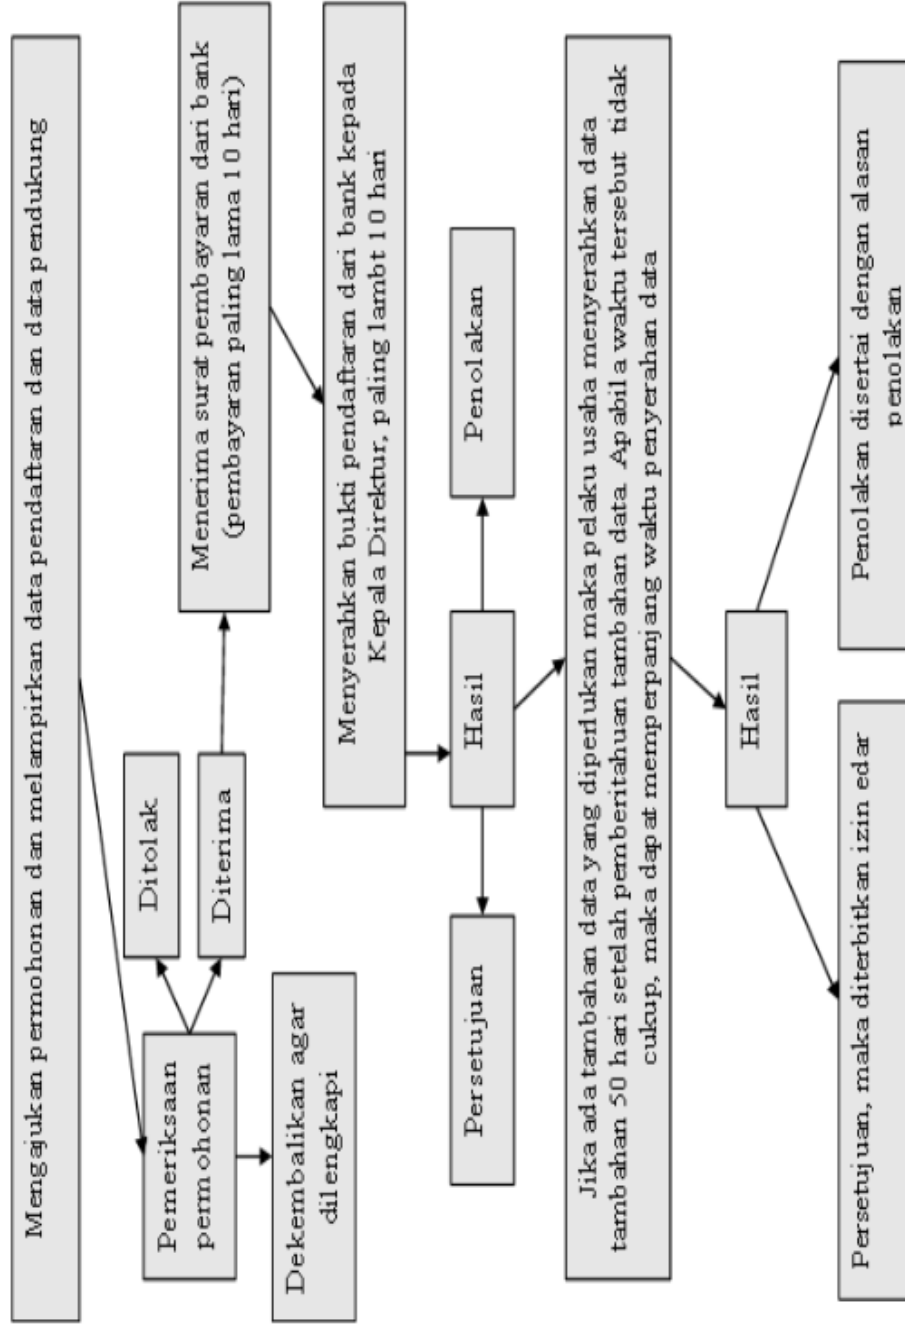 Mengajukan permohonan dan melampirkan data pendaftaran dan data pendukung
Pemeriksaan
permohonan
Ditolak
Diterima
Dekembalikan agar
dilengkapi
Menerima surat pembayaran dari bank
(pembayaran paling lama 10 hari)
Menyerahkan bukti pendaftaran dari bank kepada
Kepala Direktur, paling lambt 10 hari
Persetujuan
Hasil
Penolakan
Jika ada tambahan data yang diperlukan maka pelaku usaha menyerahkan data
tambahan 50 hari setelah pemberitahuan tambahan data. Apabila waktu tersebut tidak
cukup, maka dapat memperpanjang waktu penyerahan data
Hasil
Persetujuan, maka diterbitkan izin edar
Penolakan disertai dengan alasan
penolakan